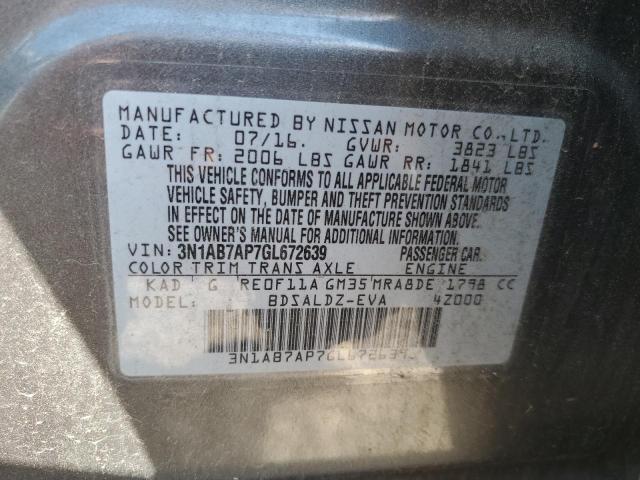 MANUFACTURED BY NISSAN MOTOR CO.,LTD.
DATE: 07/16. GVWR: 3823 LBS
GAWR FR: 2006 LBS GAWR RR: 1841 LBS
THIS VEHICLE CONFORMS TO ALL APPLICABLE FEDERAL MOTOR
VEHICLE SAFETY, BUMPER AND THEFT PREVENTION STANDARDS
IN EFFECT ON THE DATE OF MANUFACTURE SHOWN ABOVE.
SEE OWNER'S MANUAL FOR ADDITIONAL INFORMATION.
VIN: 3N1AB7AP7GL672639 PASSENGER CAR.
COLOR TRIM TRANS AXLE ENGINE
KAD G RE0F11A GM35 MRA8DE 1798 CC
MODEL: BDSALDZ-EVA 4Z000
3N1AB7AP7GL672639